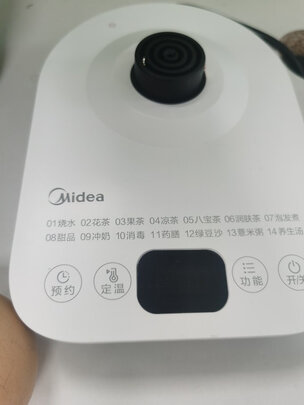 Midea
01烧水 02花茶 03果茶 04凉茶 05八宝茶 06润肤茶 07泡发煮
08甜品 09冲奶 10消毒 11药膳 12绿豆沙 13薏米粥 14养生汤
预约 定温 功能 开/关